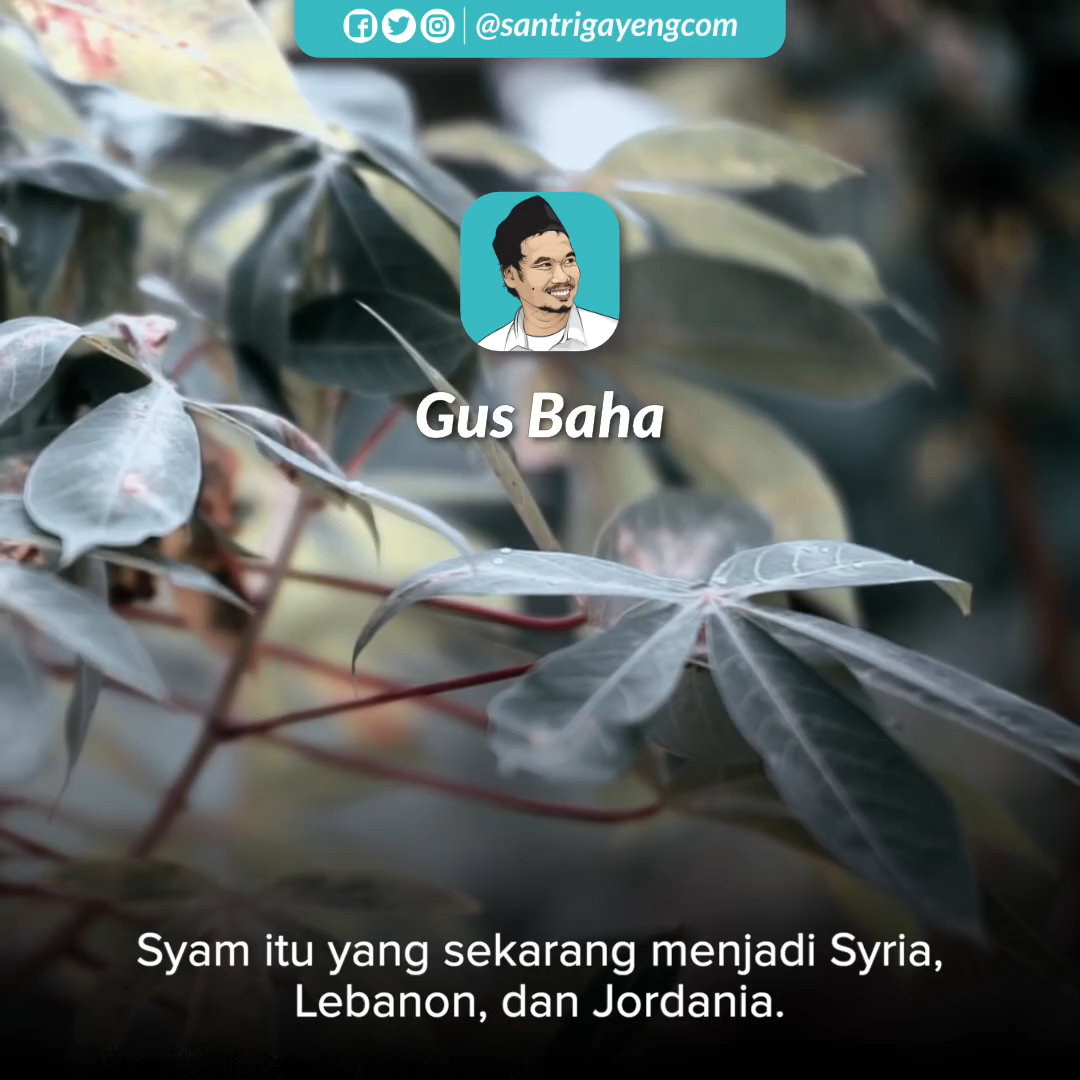 @santrigayengcom
Gus Baha
Syam itu yang sekarang menjadi Syria,
Lebanon, dan Jordania.